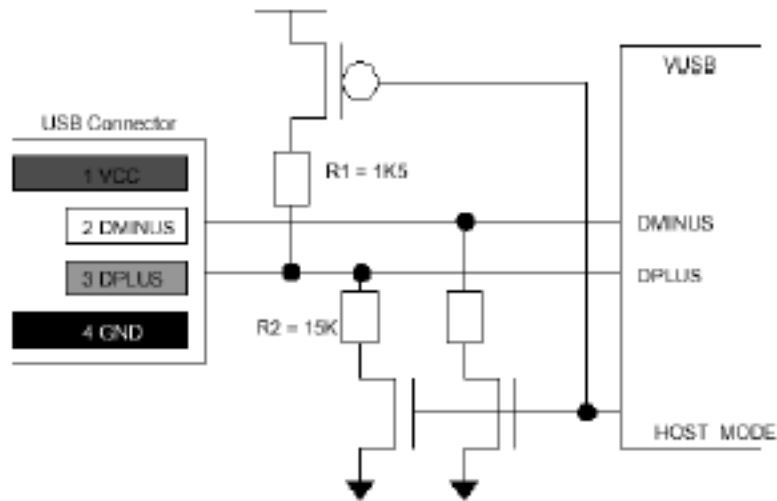 VUSB
USB Connector
1 VCC
R1 = 1K5
2 DMINUS
DMINUS
3 DPLUS
DPLUS
R2 = 15K
4 GND
HOST MODE